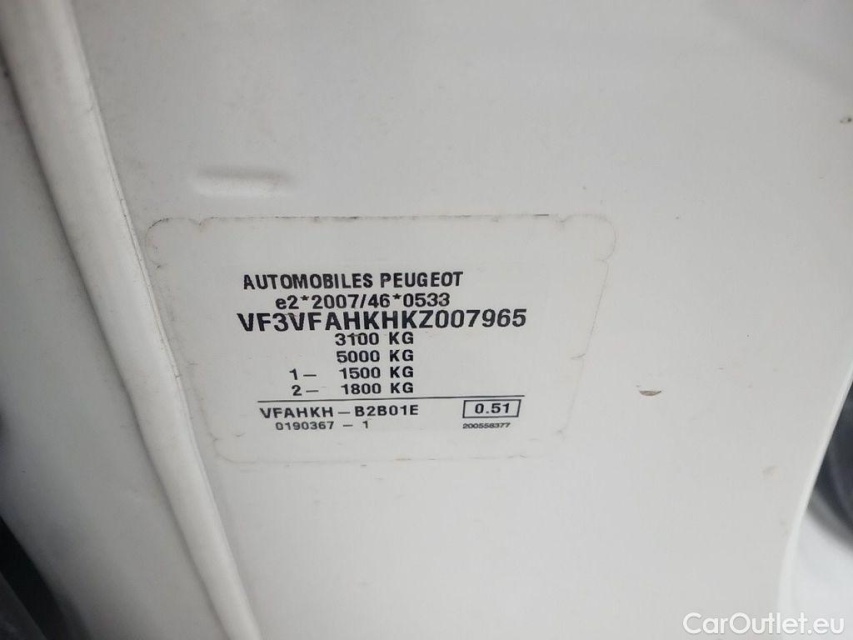 AUTOMOBILES PEUGEOT
e2*2007/46*0533
VF3VFAHKHKZ007965
3100 KG
5000 KG
1- 1500 KG
2- 1800 KG
VFAHKH-B2B01E 0.51
0190367-1 200558377
CarOutlet.eu